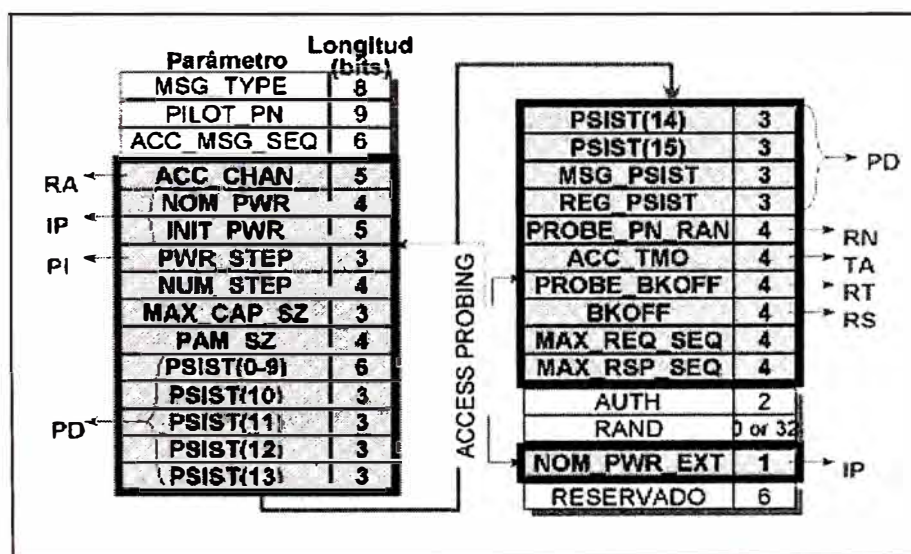 Parámetro Longitud (bits)
MSG_TYPE 8
PILOT_PN 9
ACC_MSG_SEQ 6
RA ACC_CHAN 5
NOM_PWR 4
IP INIT_PWR 5
PI PWR_STEP 3
NUM_STEP 4
MAX_CAP_SZ 3
PAM_SZ 4
PSIST(0-9) 6
PSIST(10) 3
PD PSIST(11) 3
PSIST(12) 3
PSIST(13) 3
ACCESS PROBING
PSIST(14) 3
PSIST(15) 3 PD
MSG_PSIST 3
REG_PSIST 3
PROBE_PN_RAN 4 RN
ACC_TMO 4 TA
PROBE_BKOFF 4 RT
BKOFF 4 RS
MAX_REQ_SEQ 4
MAX_RSP_SEQ 4
AUTH 2
RAND 0 or 32
NOM_PWR_EXT 1 IP
RESERVADO 6